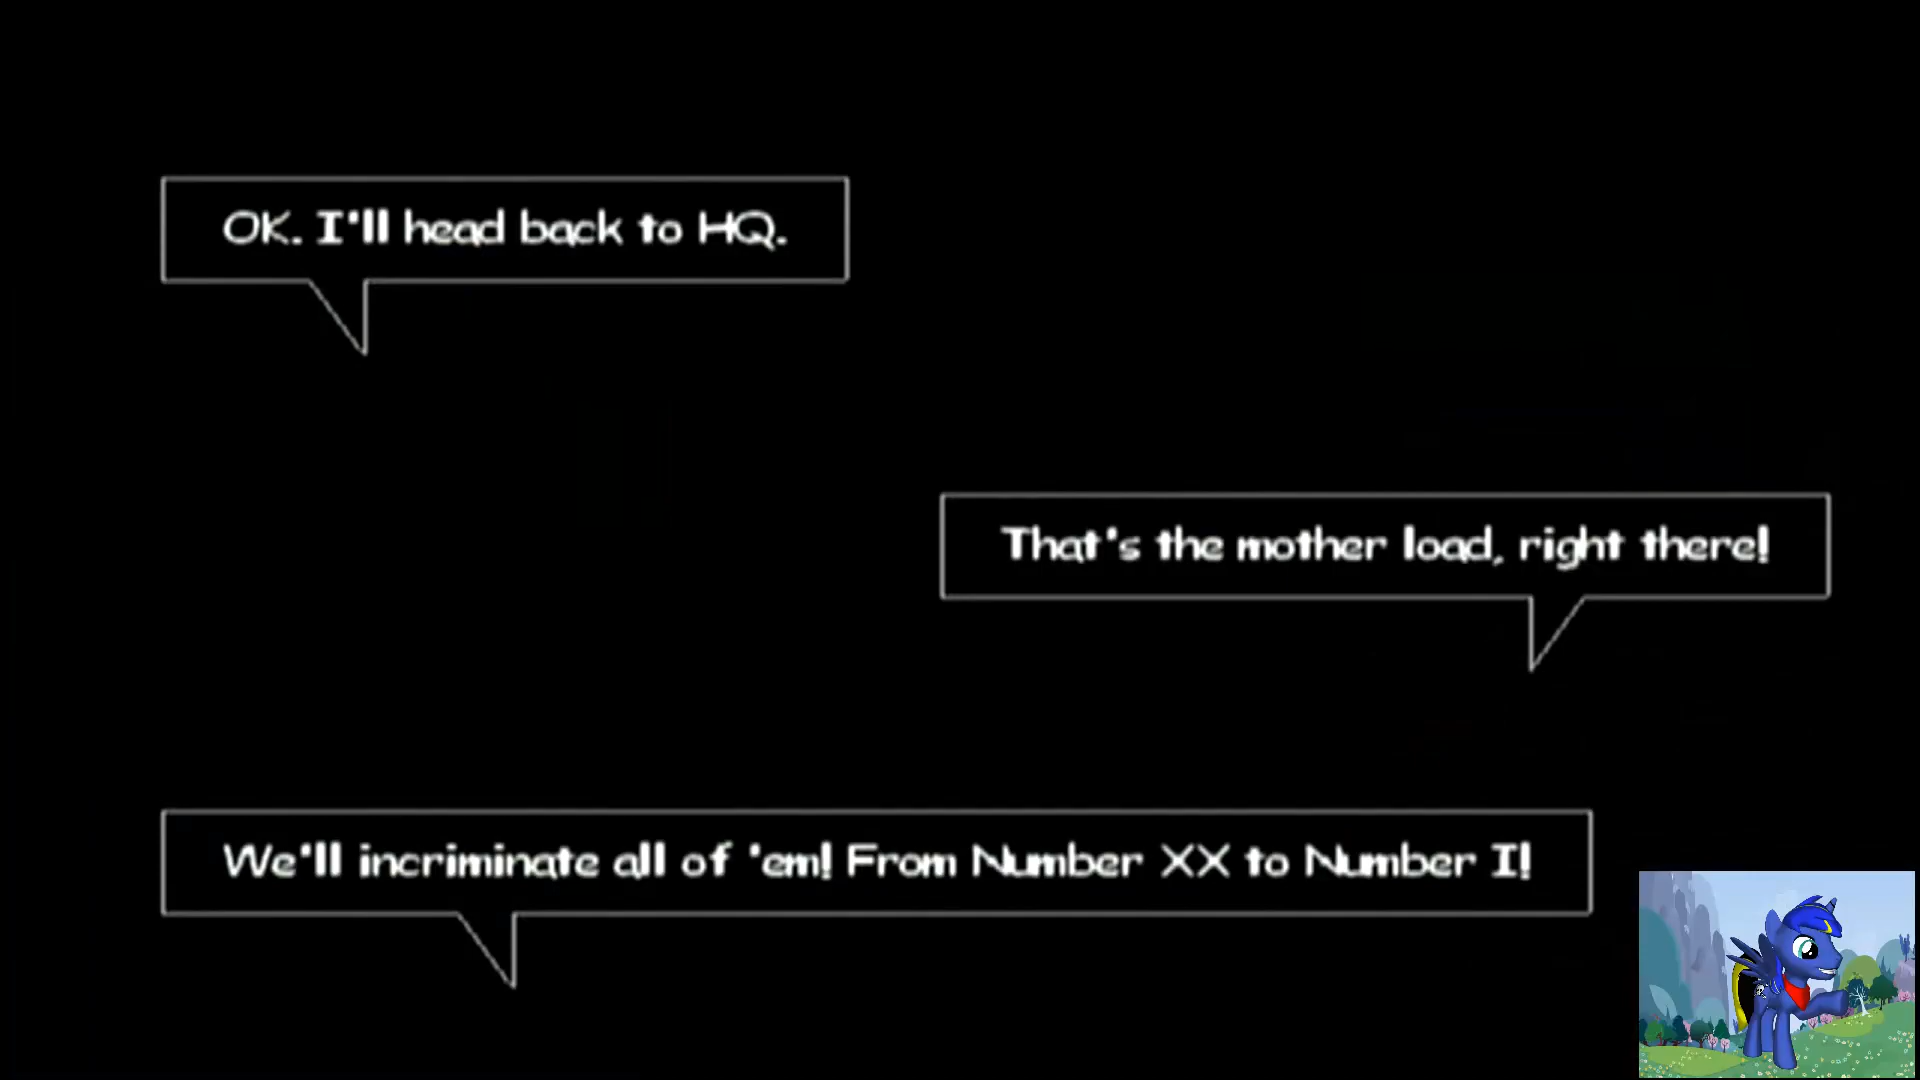 OK. I'll head back to HQ.
That's the mother load, right there!
We'll incriminate all of 'em! From Number XX to Number I!